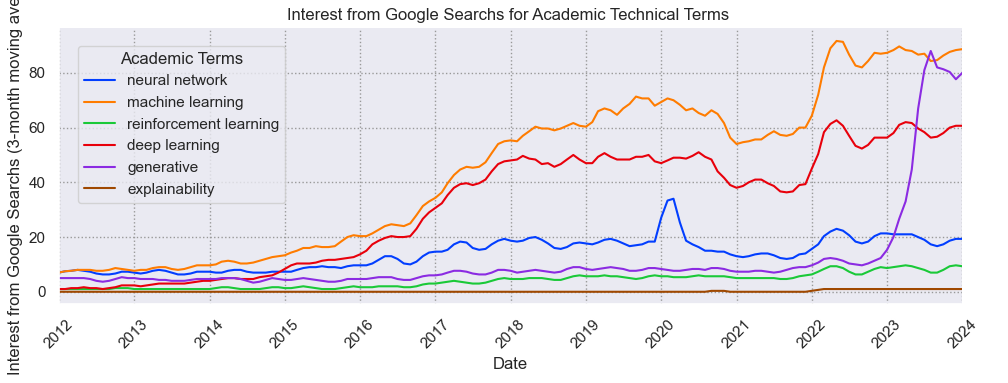 Interest from Google Searchs for Academic Technical Terms
Interest from Google Searchs (3-month moving ave
Academic Terms
neural network
machine learning
reinforcement learning
deep learning
generative
explainability
80
60
40
20
0
2012
2013
2014
2015
2016
2017
2018
2019
2020
2021
2022
2023
2024
Date